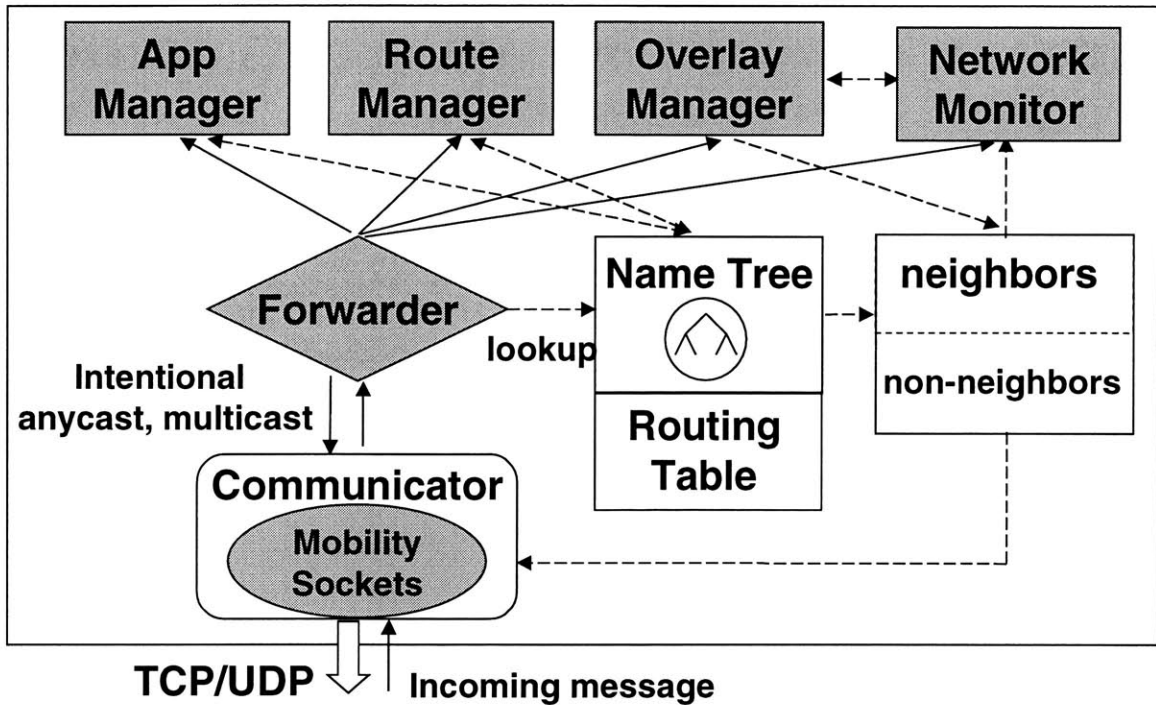 App
Manager
Route
Manager
Overlay
Manager
Network
Monitor
Forwarder
lookup
Name Tree
Routing
Table
neighbors
non-neighbors
Intentional
anycast, multicast
Communicator
Mobility
Sockets
TCP/UDP
Incoming message